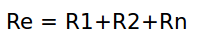 Re = R1+R2+Rn